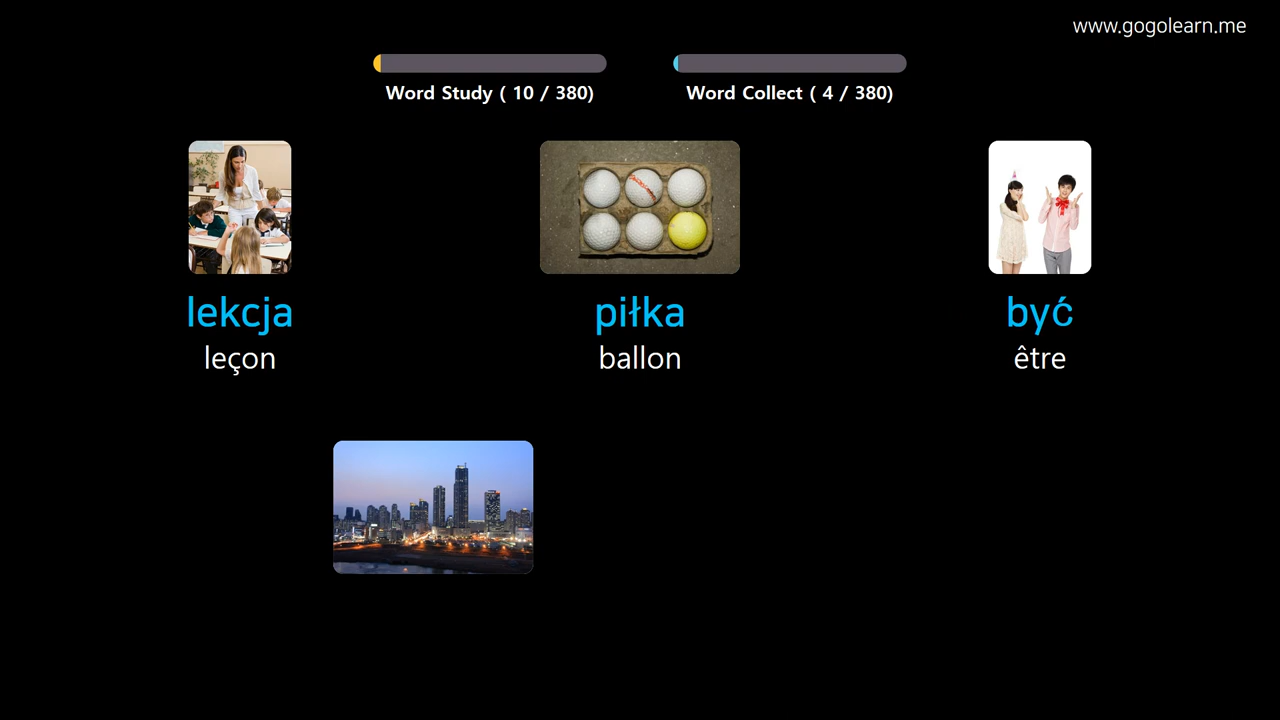 www.gogolearn.me
Word Study ( 10 / 380)
Word Collect ( 4 / 380)
lekcja
leçon
piłka
ballon
być
être